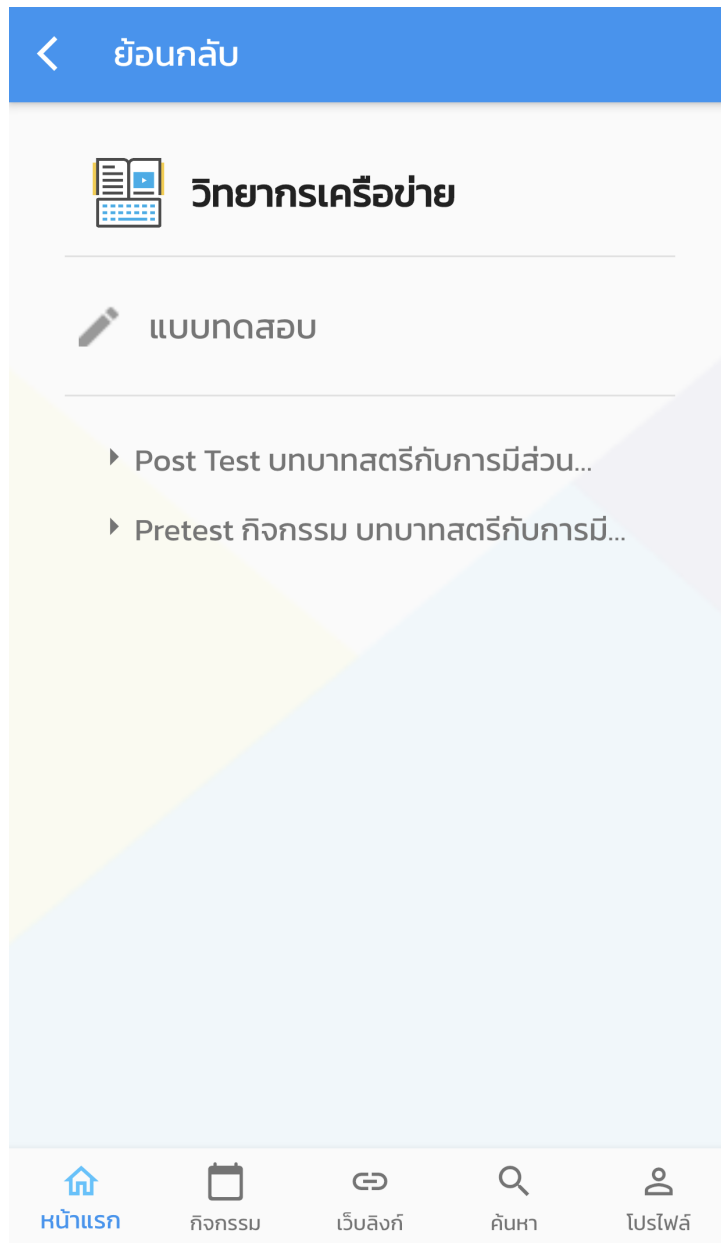 ย้อนกลับ
วิทยากรเครือข่าย
แบบทดสอบ
Post Test บทบาทสตรีกับการมีส่วน...
Pretest กิจกรรม บทบาทสตรีกับการมี...
หน้าแรก กิจกรรม เว็บลิงก์ ค้นหา โปรไฟล์